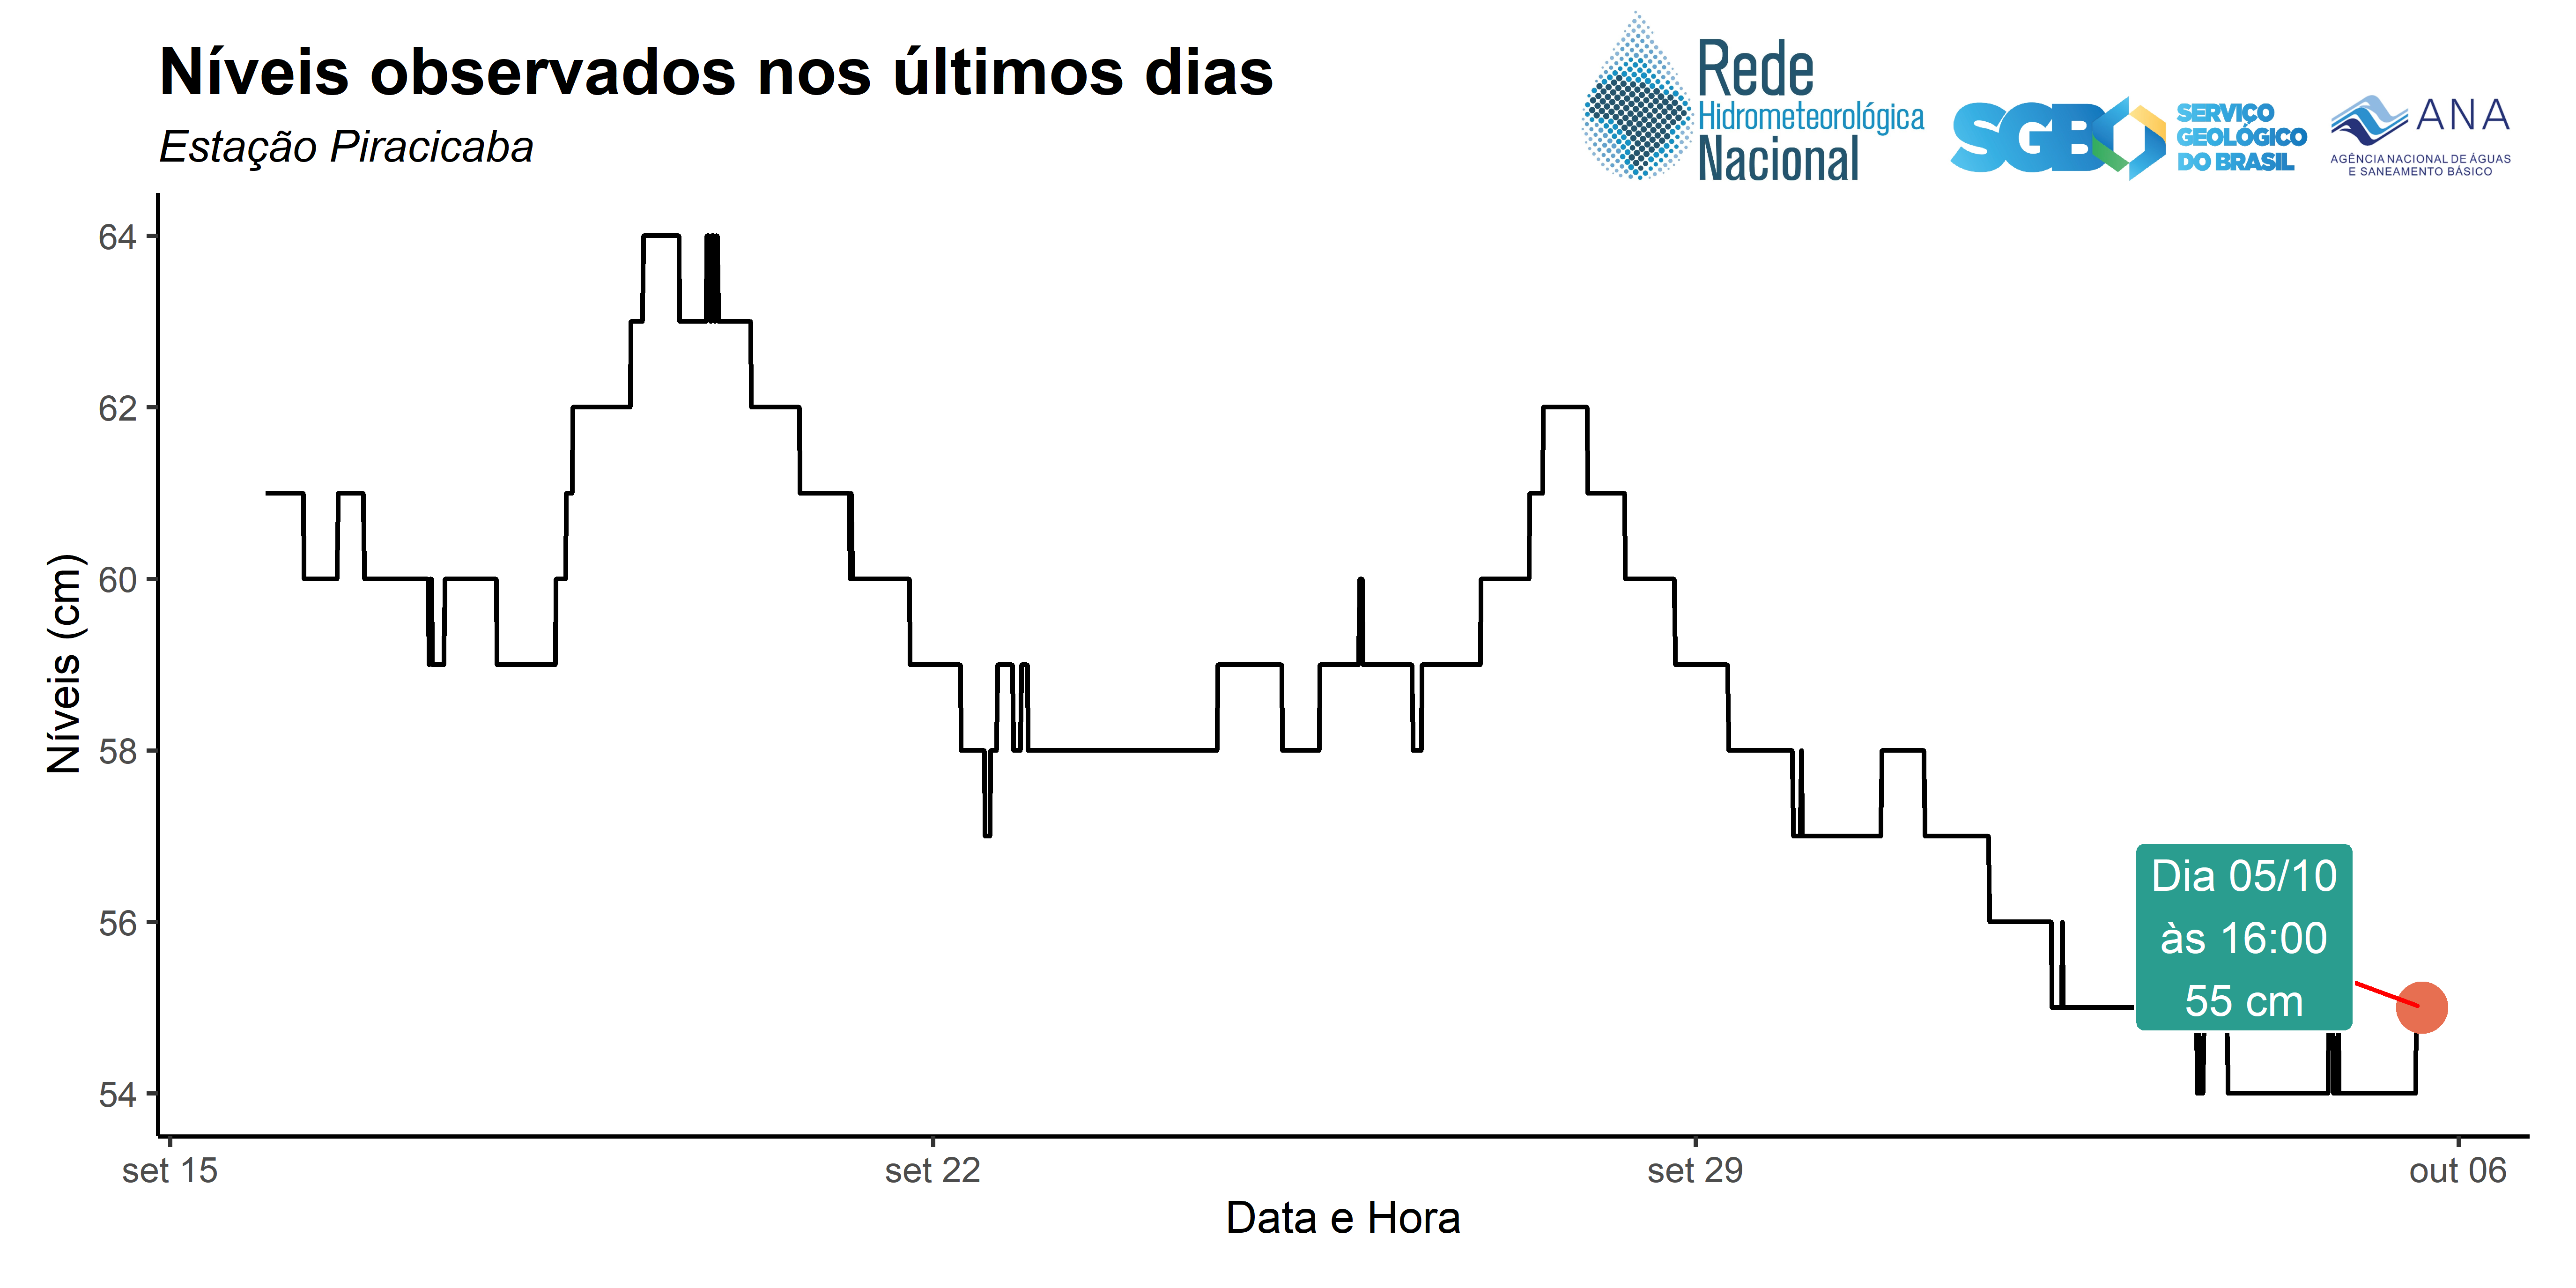 Níveis observados nos últimos dias
Estação Piracicaba
Rede
Hidrometeorológica
Nacional
SGB
SERVIÇO
GEOLÓGICO
DO BRASIL
ANA
AGÊNCIA NACIONAL DE ÁGUAS
E SANEAMENTO BÁSICO
Níveis (cm)
64
62
60
58
56
54
Dia 05/10
às 16:00
55 cm
set 15
set 22
set 29
out 06
Data e Hora